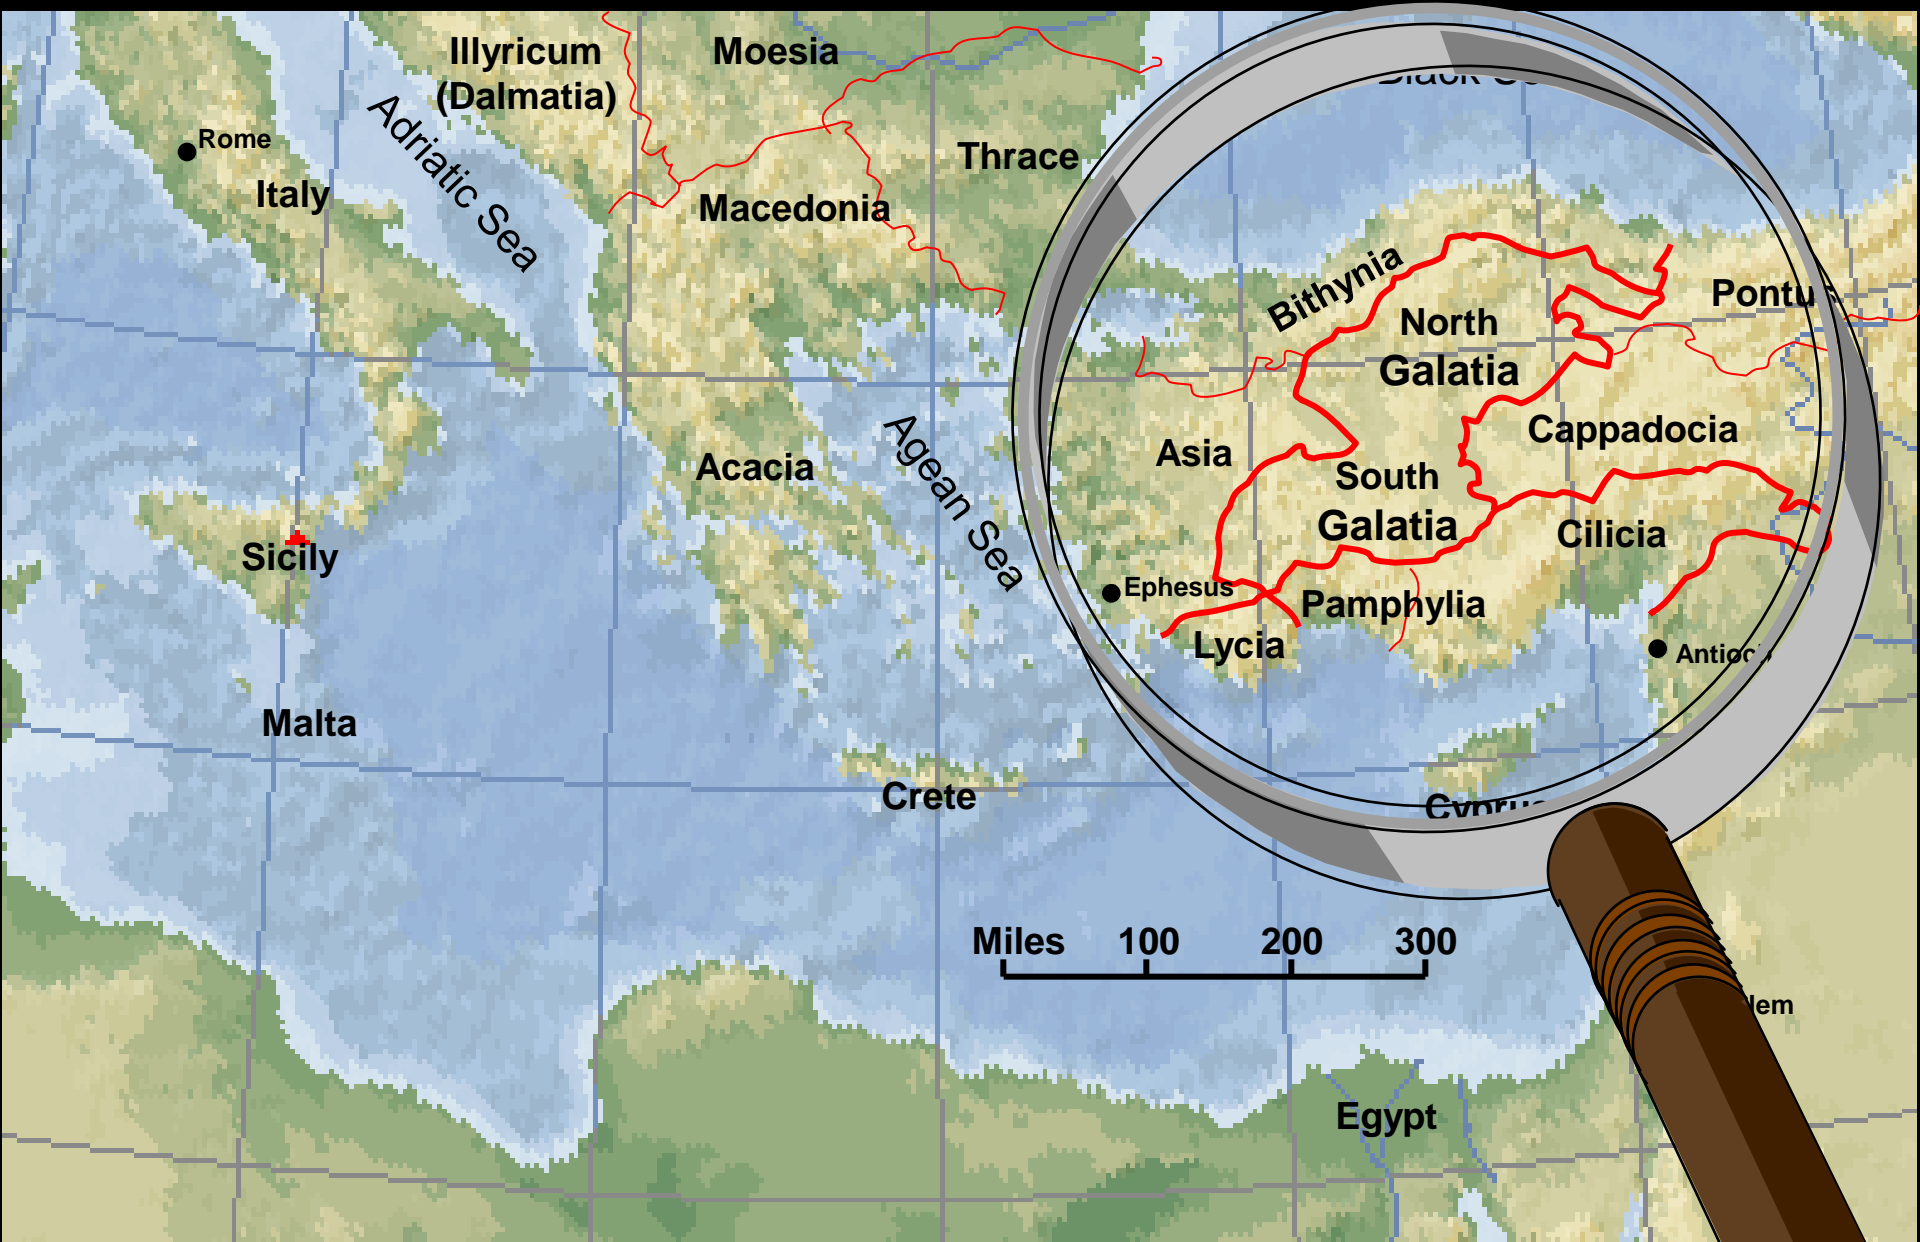 Illyricum
(Dalmatia)
Moesia
Adriatic Sea
Rome
Italy
Thrace
Macedonia
Black
Bithynia
North
Galatia
Asia
Cappadocia
Acacia
Agean Sea
South
Galatia
Cilicia
Sicily
Ephesus
Pamphylia
Lycia
Malta
Crete
Miles 100 200 300
Egypt